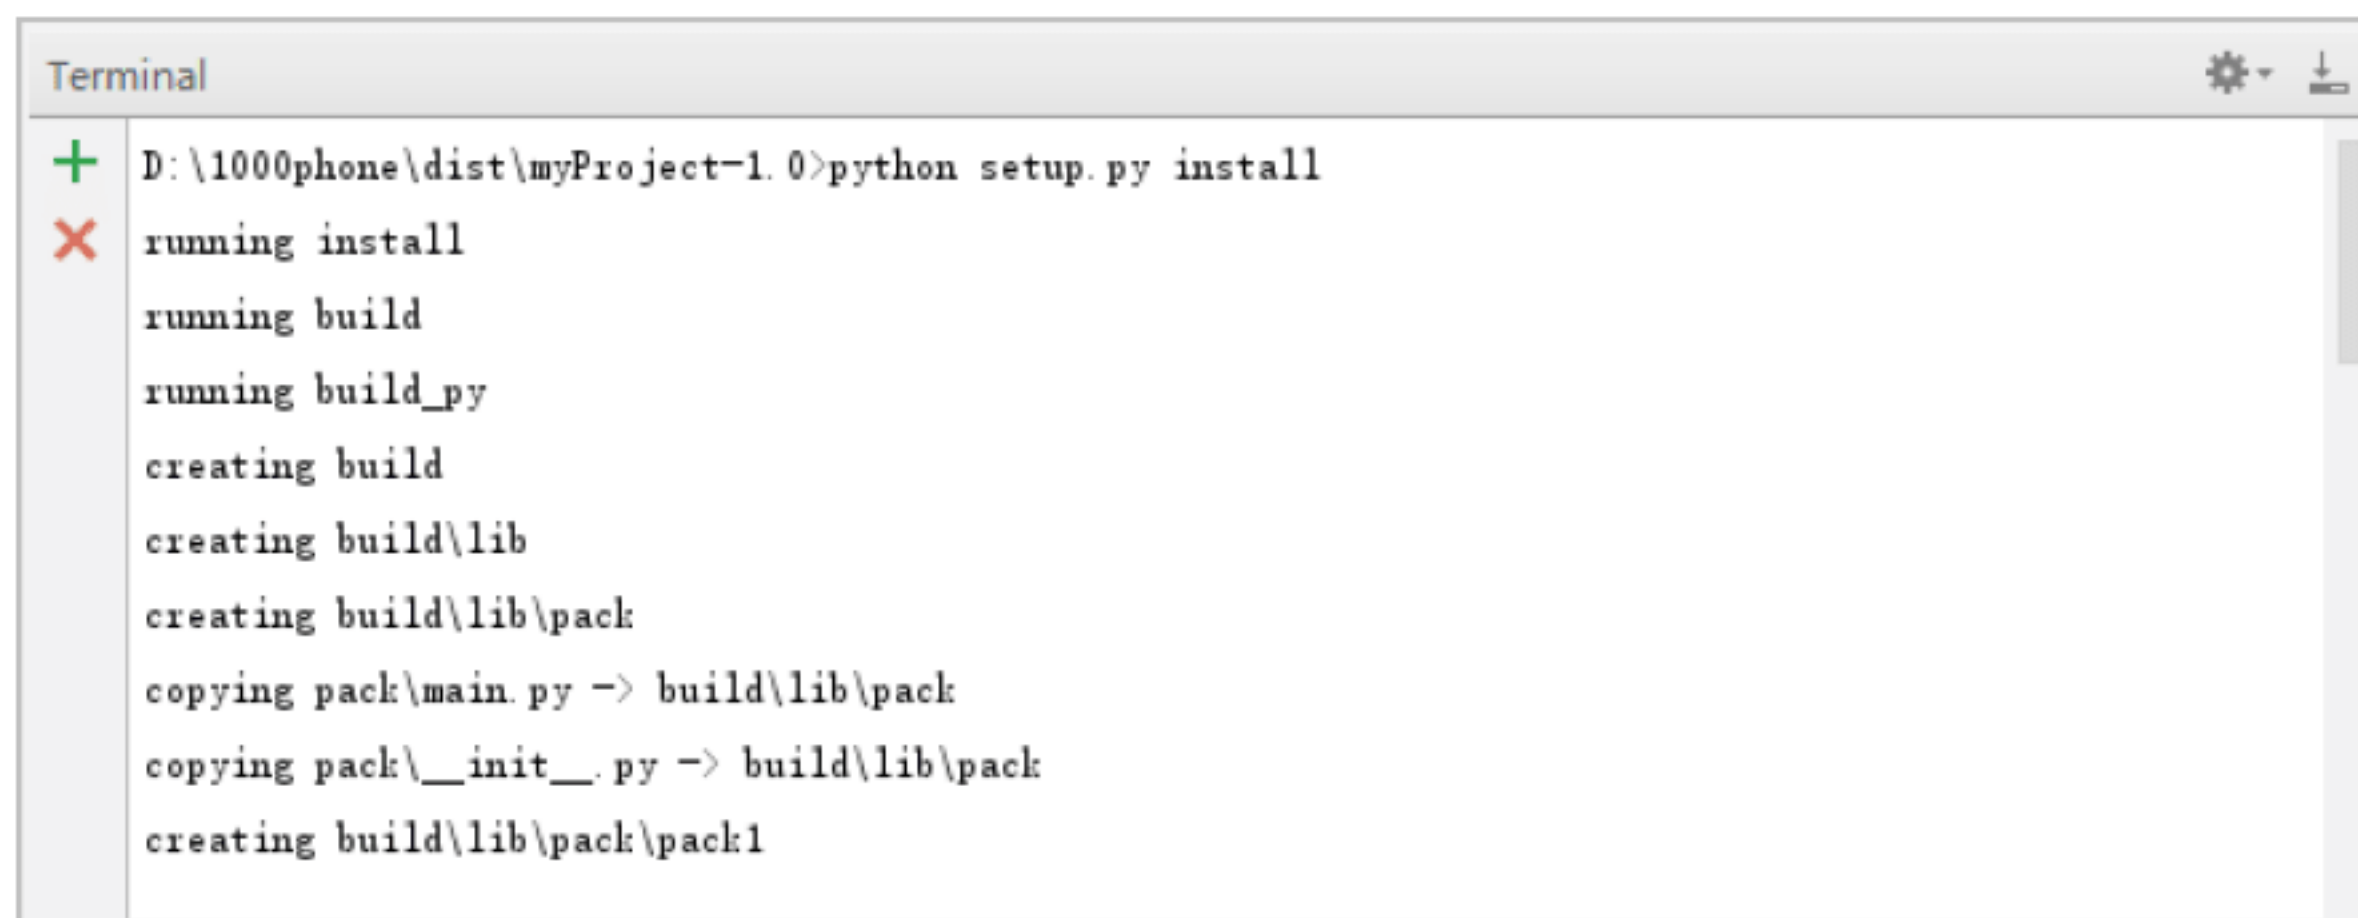 Terminal
D:\1000phone\dist\myProject-1.0>python setup.py install
running install
running build
running build_py
creating build
creating build\lib
creating build\lib\pack
copying pack\main.py -> build\lib\pack
copying pack\__init__.py -> build\lib\pack
creating build\lib\pack\pack1